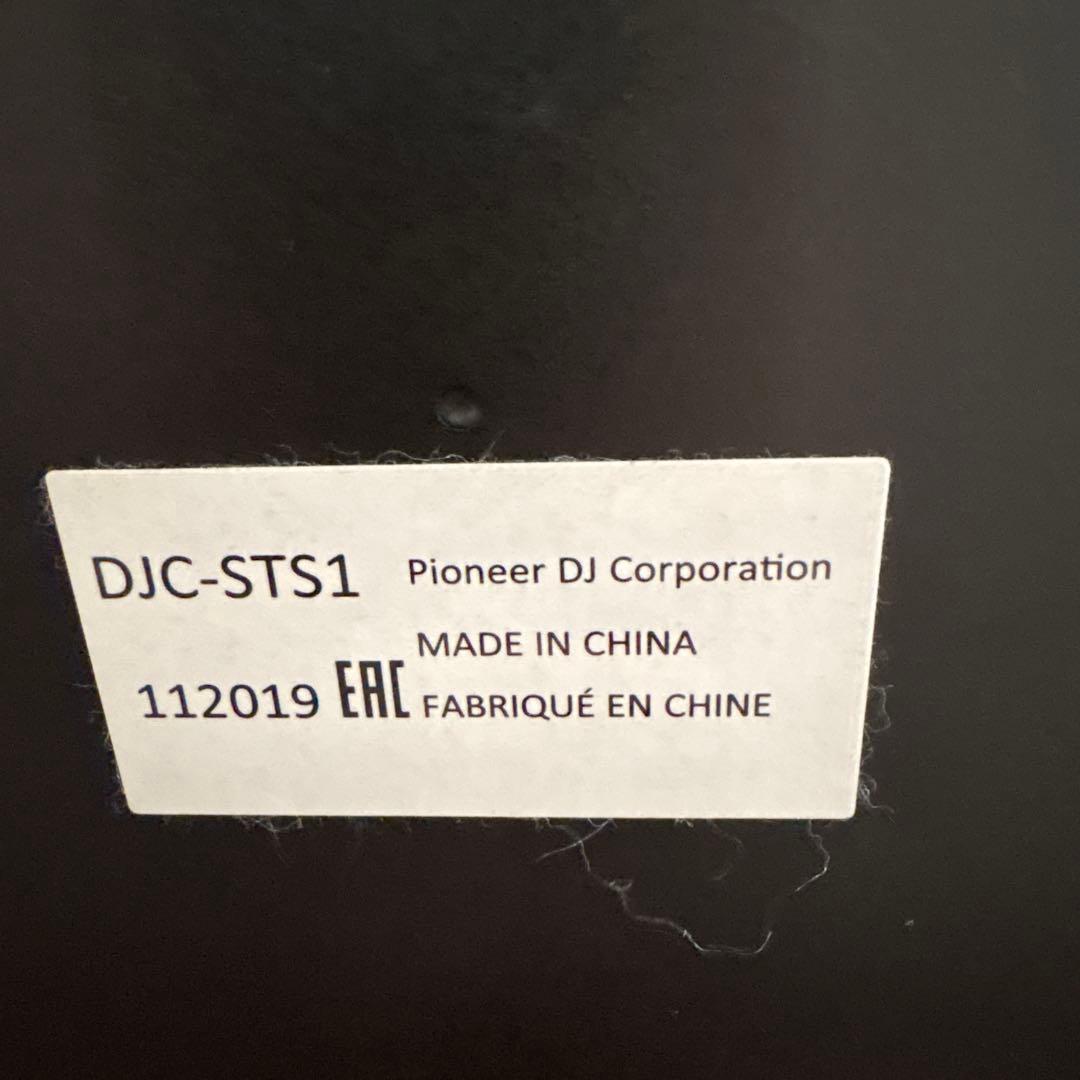 DJC-STS1 Pioneer DJ Corporation
MADE IN CHINA
112019 EAC FABRIQUÉ EN CHINE